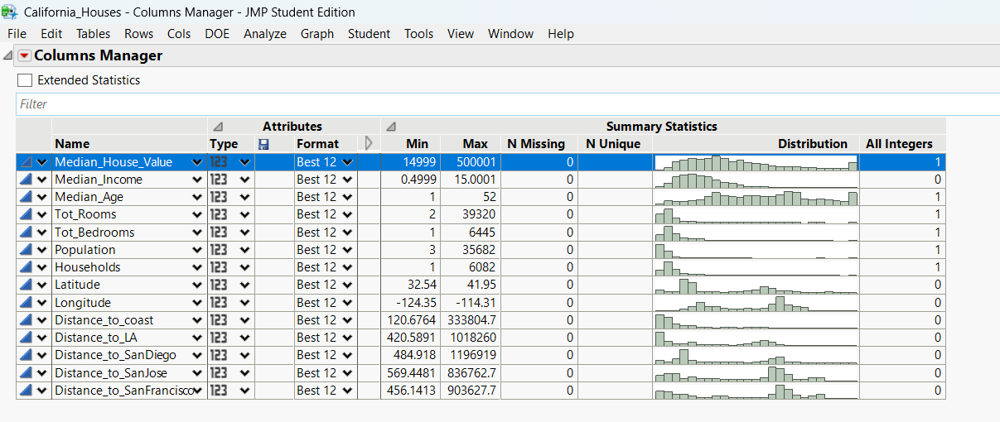 California_Houses - Columns Manager - JMP Student Edition
File Edit Tables Rows Cols DOE Analyze Graph Student Tools View Window Help
Columns Manager
Extended Statistics
Filter
Attributes Summary Statistics
Name Type Format Min Max N Missing N Unique Distribution All Integers
Median_House_Value 123 Best 12 14999 500001 0 1
Median_Income 123 Best 12 0.4999 15.0001 0 0
Median_Age 123 Best 12 1 52 0 1
Tot_Rooms 123 Best 12 2 39320 0 1
Tot_Bedrooms 123 Best 12 1 6445 0 1
Population 123 Best 12 3 35682 0 1
Households 123 Best 12 1 6082 0 1
Latitude 123 Best 12 32.54 41.95 0 0
Longitude 123 Best 12 -124.35 -114.31 0 0
Distance_to_coast 123 Best 12 120.6764 333804.7 0 0
Distance_to_LA 123 Best 12 420.5891 1018260 0 0
Distance_to_SanDiego 123 Best 12 484.918 1196919 0 0
Distance_to_SanJose 123 Best 12 569.4481 836762.7 0 0
Distance_to_SanFrancisco 123 Best 12 456.1413 903627.7 0 0